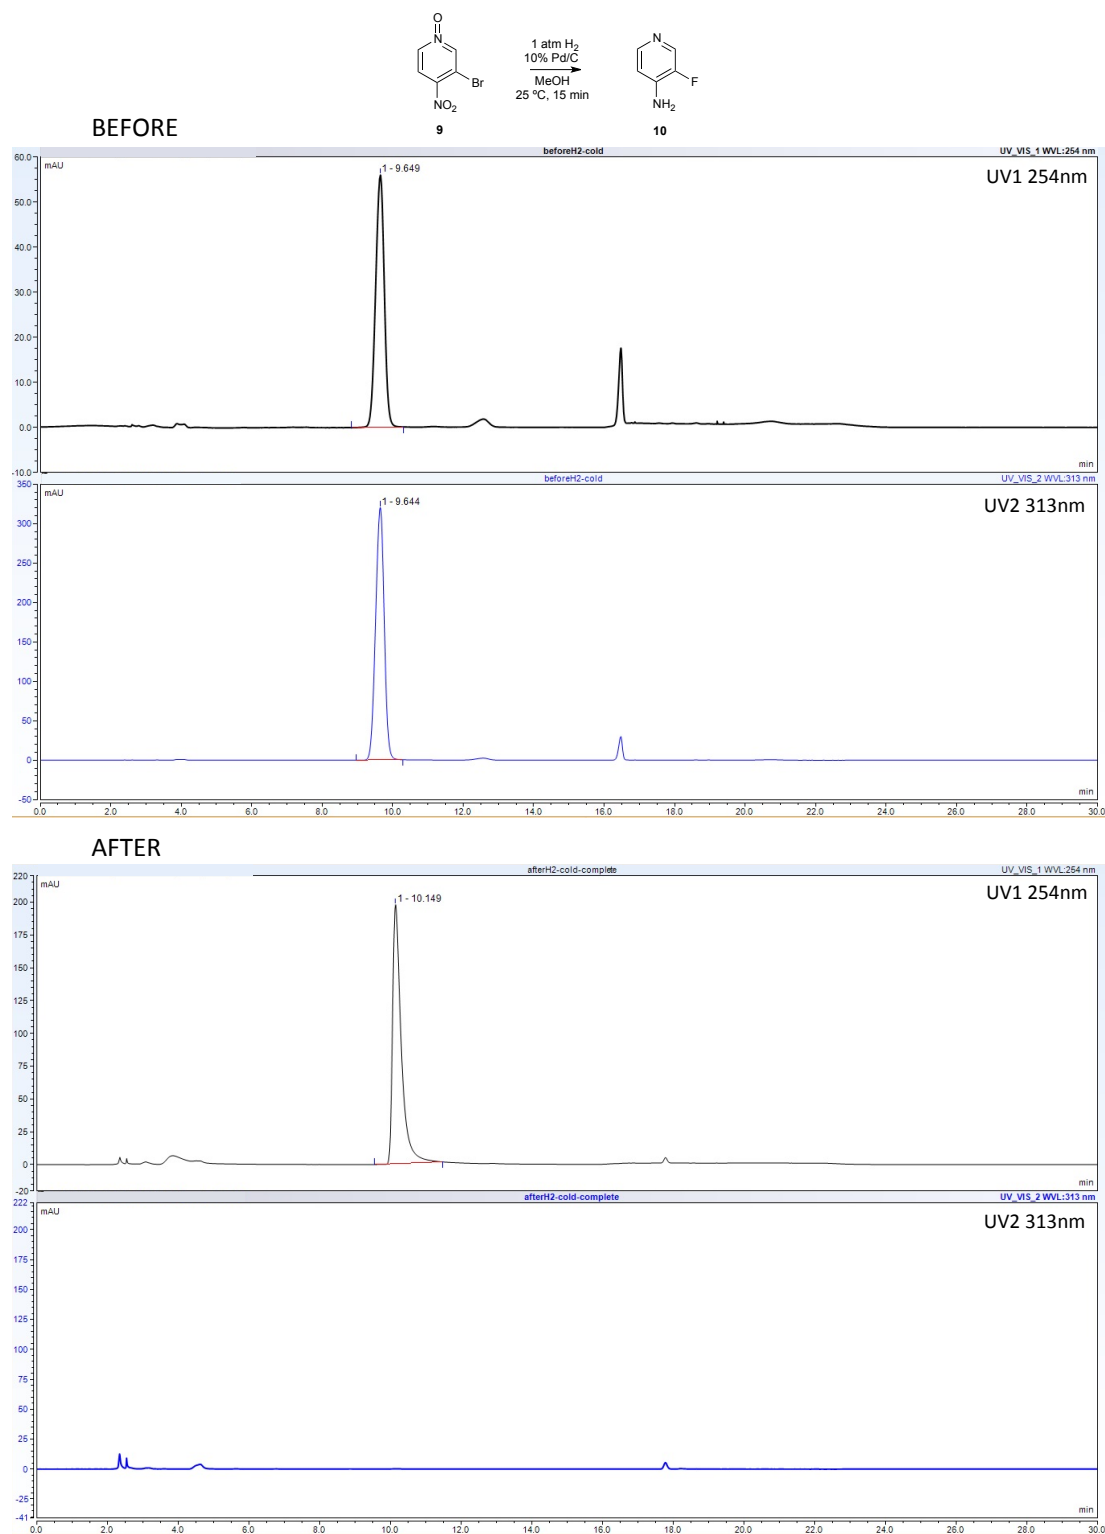 O
N
Br
NO2
9
1 atm H2
10% Pd/C
MeOH
25 ºC, 15 min
N
F
NH2
10
BEFORE
beforeH2-cold
UV_VIS_1 WVL:254 nm
mAU
UV1 254nm
1 - 9.649
60.0
50.0
40.0
30.0
20.0
10.0
0.0
-10.0
min
beforeH2-cold
UV_VIS_2 WVL:313 nm
mAU
UV2 313nm
1 - 9.644
350
300
250
200
150
100
50
0
-50
min
0.0 2.0 4.0 6.0 8.0 10.0 12.0 14.0 16.0 18.0 20.0 22.0 24.0 26.0 28.0 30.0
AFTER
afterH2-cold-complete
UV_VIS_1 WVL:254 nm
mAU
UV1 254nm
1 - 10.149
220
200
175
150
125
100
75
50
25
0
-20
min
afterH2-cold-complete
UV_VIS_2 WVL:313 nm
mAU
UV2 313nm
222
200
175
150
125
100
75
50
25
0
-25
-41
min
0.0 2.0 4.0 6.0 8.0 10.0 12.0 14.0 16.0 18.0 20.0 22.0 24.0 26.0 28.0 30.0